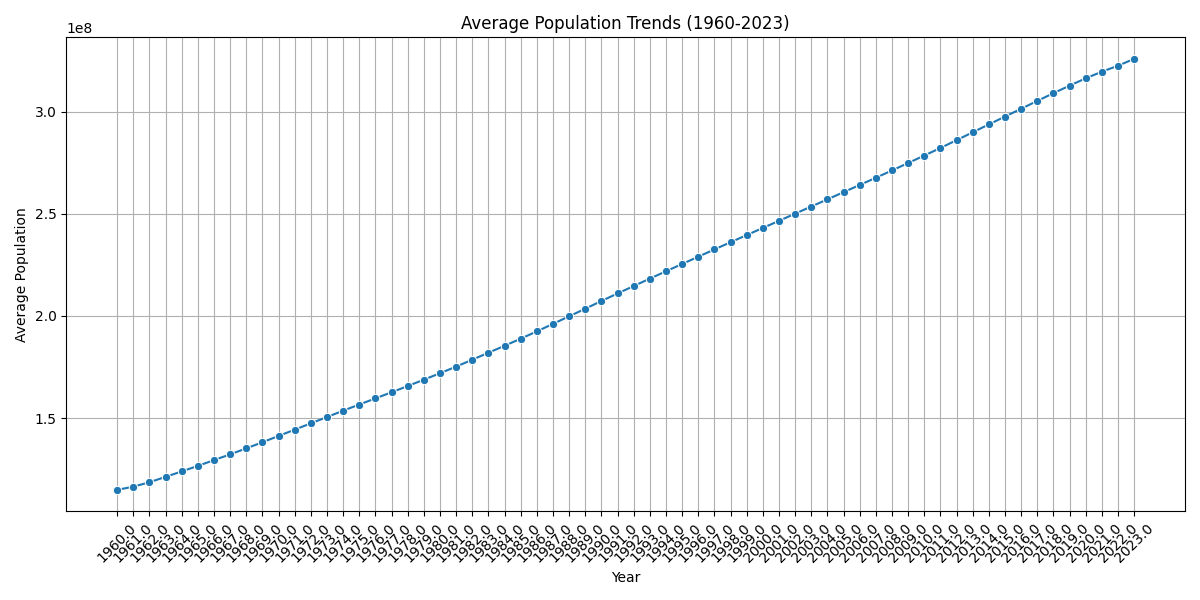 Average Population Trends (1960-2023)
1e8
3.0
2.5
2.0
1.5
Average Population
1960.0 1961.0 1962.0 1963.0 1964.0 1965.0 1966.0 1967.0 1968.0 1969.0 1970.0 1971.0 1972.0 1973.0 1974.0 1975.0 1976.0 1977.0 1978.0 1979.0 1980.0 1981.0 1982.0 1983.0 1984.0 1985.0 1986.0 1987.0 1988.0 1989.0 1990.0 1991.0 1992.0 1993.0 1994.0 1995.0 1996.0 1997.0 1998.0 1999.0 2000.0 2001.0 2002.0 2003.0 2004.0 2005.0 2006.0 2007.0 2008.0 2009.0 2010.0 2011.0 2012.0 2013.0 2014.0 2015.0 2016.0 2017.0 2018.0 2019.0 2020.0 2021.0 2022.0 2023.0
Year